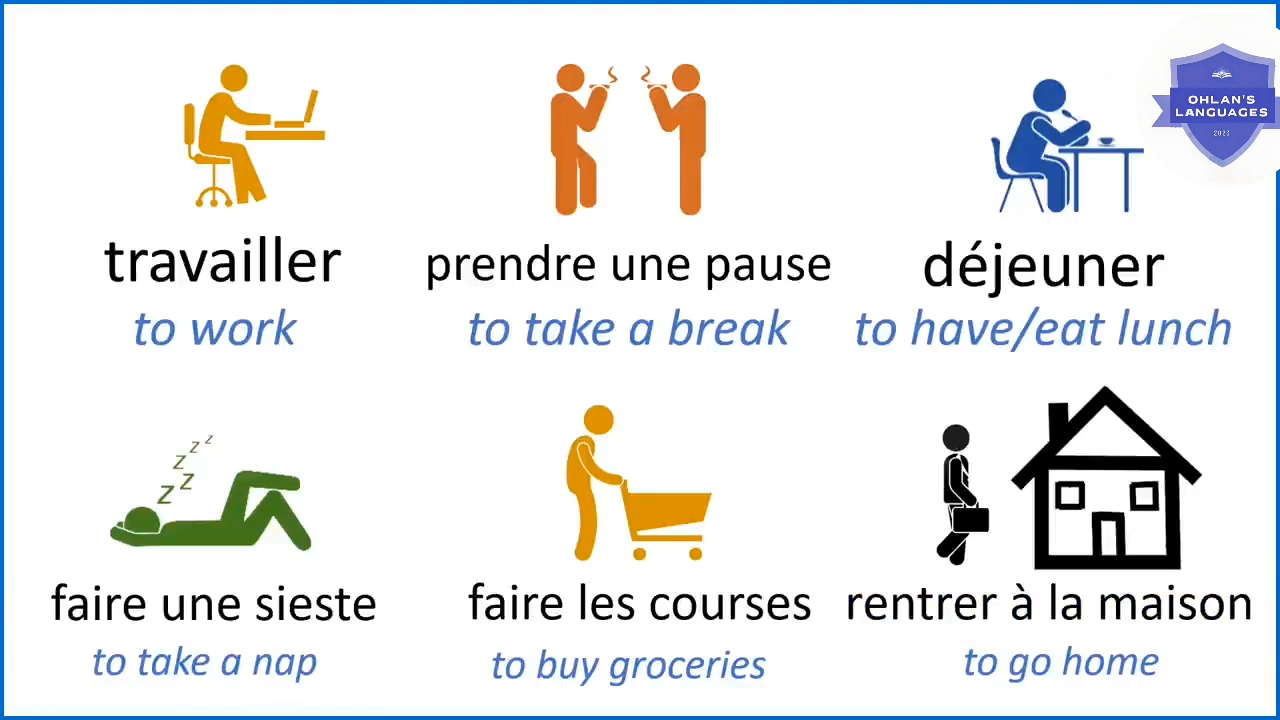 OHLAN'S
LANGUAGES
2023
travailler
prendre une pause
déjeuner
to work
to take a break
to have/eat lunch
z
z
z
z
z
faire une sieste
faire les courses
rentrer à la maison
to take a nap
to buy groceries
to go home